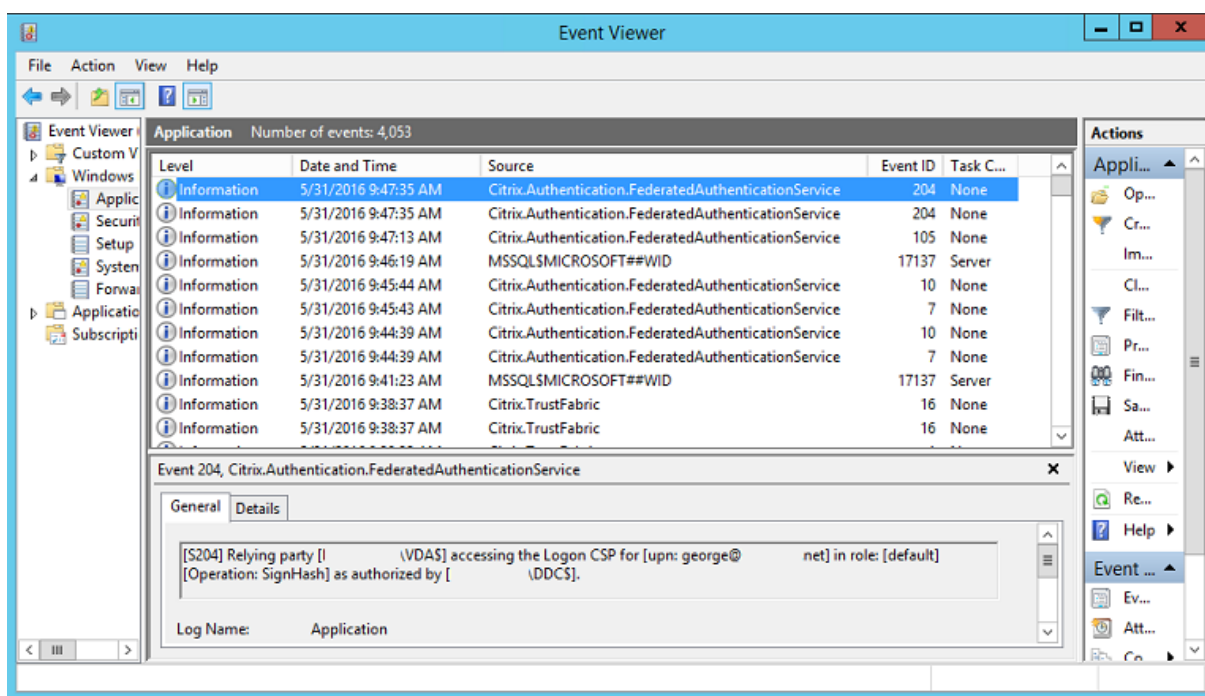 Event Viewer
File Action View Help
Event Viewer
Custom V
Windows
Applic
Securit
Setup
System
Forwar
Applicatio
Subscripti
Application Number of events: 4,053
Level Date and Time Source Event ID Task C...
Information 5/31/2016 9:47:35 AM Citrix.Authentication.FederatedAuthenticationService 204 None
Information 5/31/2016 9:47:35 AM Citrix.Authentication.FederatedAuthenticationService 204 None
Information 5/31/2016 9:47:13 AM Citrix.Authentication.FederatedAuthenticationService 105 None
Information 5/31/2016 9:46:19 AM MSSQL$MICROSOFT##WID 17137 Server
Information 5/31/2016 9:45:44 AM Citrix.Authentication.FederatedAuthenticationService 10 None
Information 5/31/2016 9:45:43 AM Citrix.Authentication.FederatedAuthenticationService 7 None
Information 5/31/2016 9:44:39 AM Citrix.Authentication.FederatedAuthenticationService 10 None
Information 5/31/2016 9:44:39 AM Citrix.Authentication.FederatedAuthenticationService 7 None
Information 5/31/2016 9:41:23 AM MSSQL$MICROSOFT##WID 17137 Server
Information 5/31/2016 9:38:37 AM Citrix.TrustFabric 16 None
Information 5/31/2016 9:38:37 AM Citrix.TrustFabric 16 None
Event 204, Citrix.Authentication.FederatedAuthenticationService
General Details
[S204] Relying party [ \VDA$] accessing the Logon CSP for [upn: george@ net] in role: [default]
[Operation: SignHash] as authorized by [ \DDC$].
Log Name: Application
Actions
Appli...
Op...
Cr...
Im...
Cl...
Filt...
Pr...
Fin...
Sa...
Att...
View
Re...
Help
Event ...
Ev...
Att...
Co...